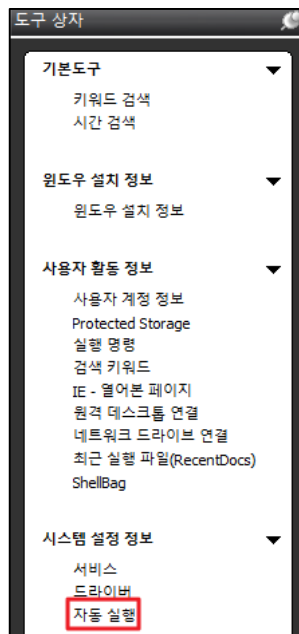 도구 상자
기본도구
키워드 검색
시간 검색
윈도우 설치 정보
윈도우 설치 정보
사용자 활동 정보
사용자 계정 정보
Protected Storage
실행 명령
검색 키워드
IE - 열어본 페이지
원격 데스크톱 연결
네트워크 드라이브 연결
최근 실행 파일(RecentDocs)
ShellBag
시스템 설정 정보
서비스
드라이버
자동 실행